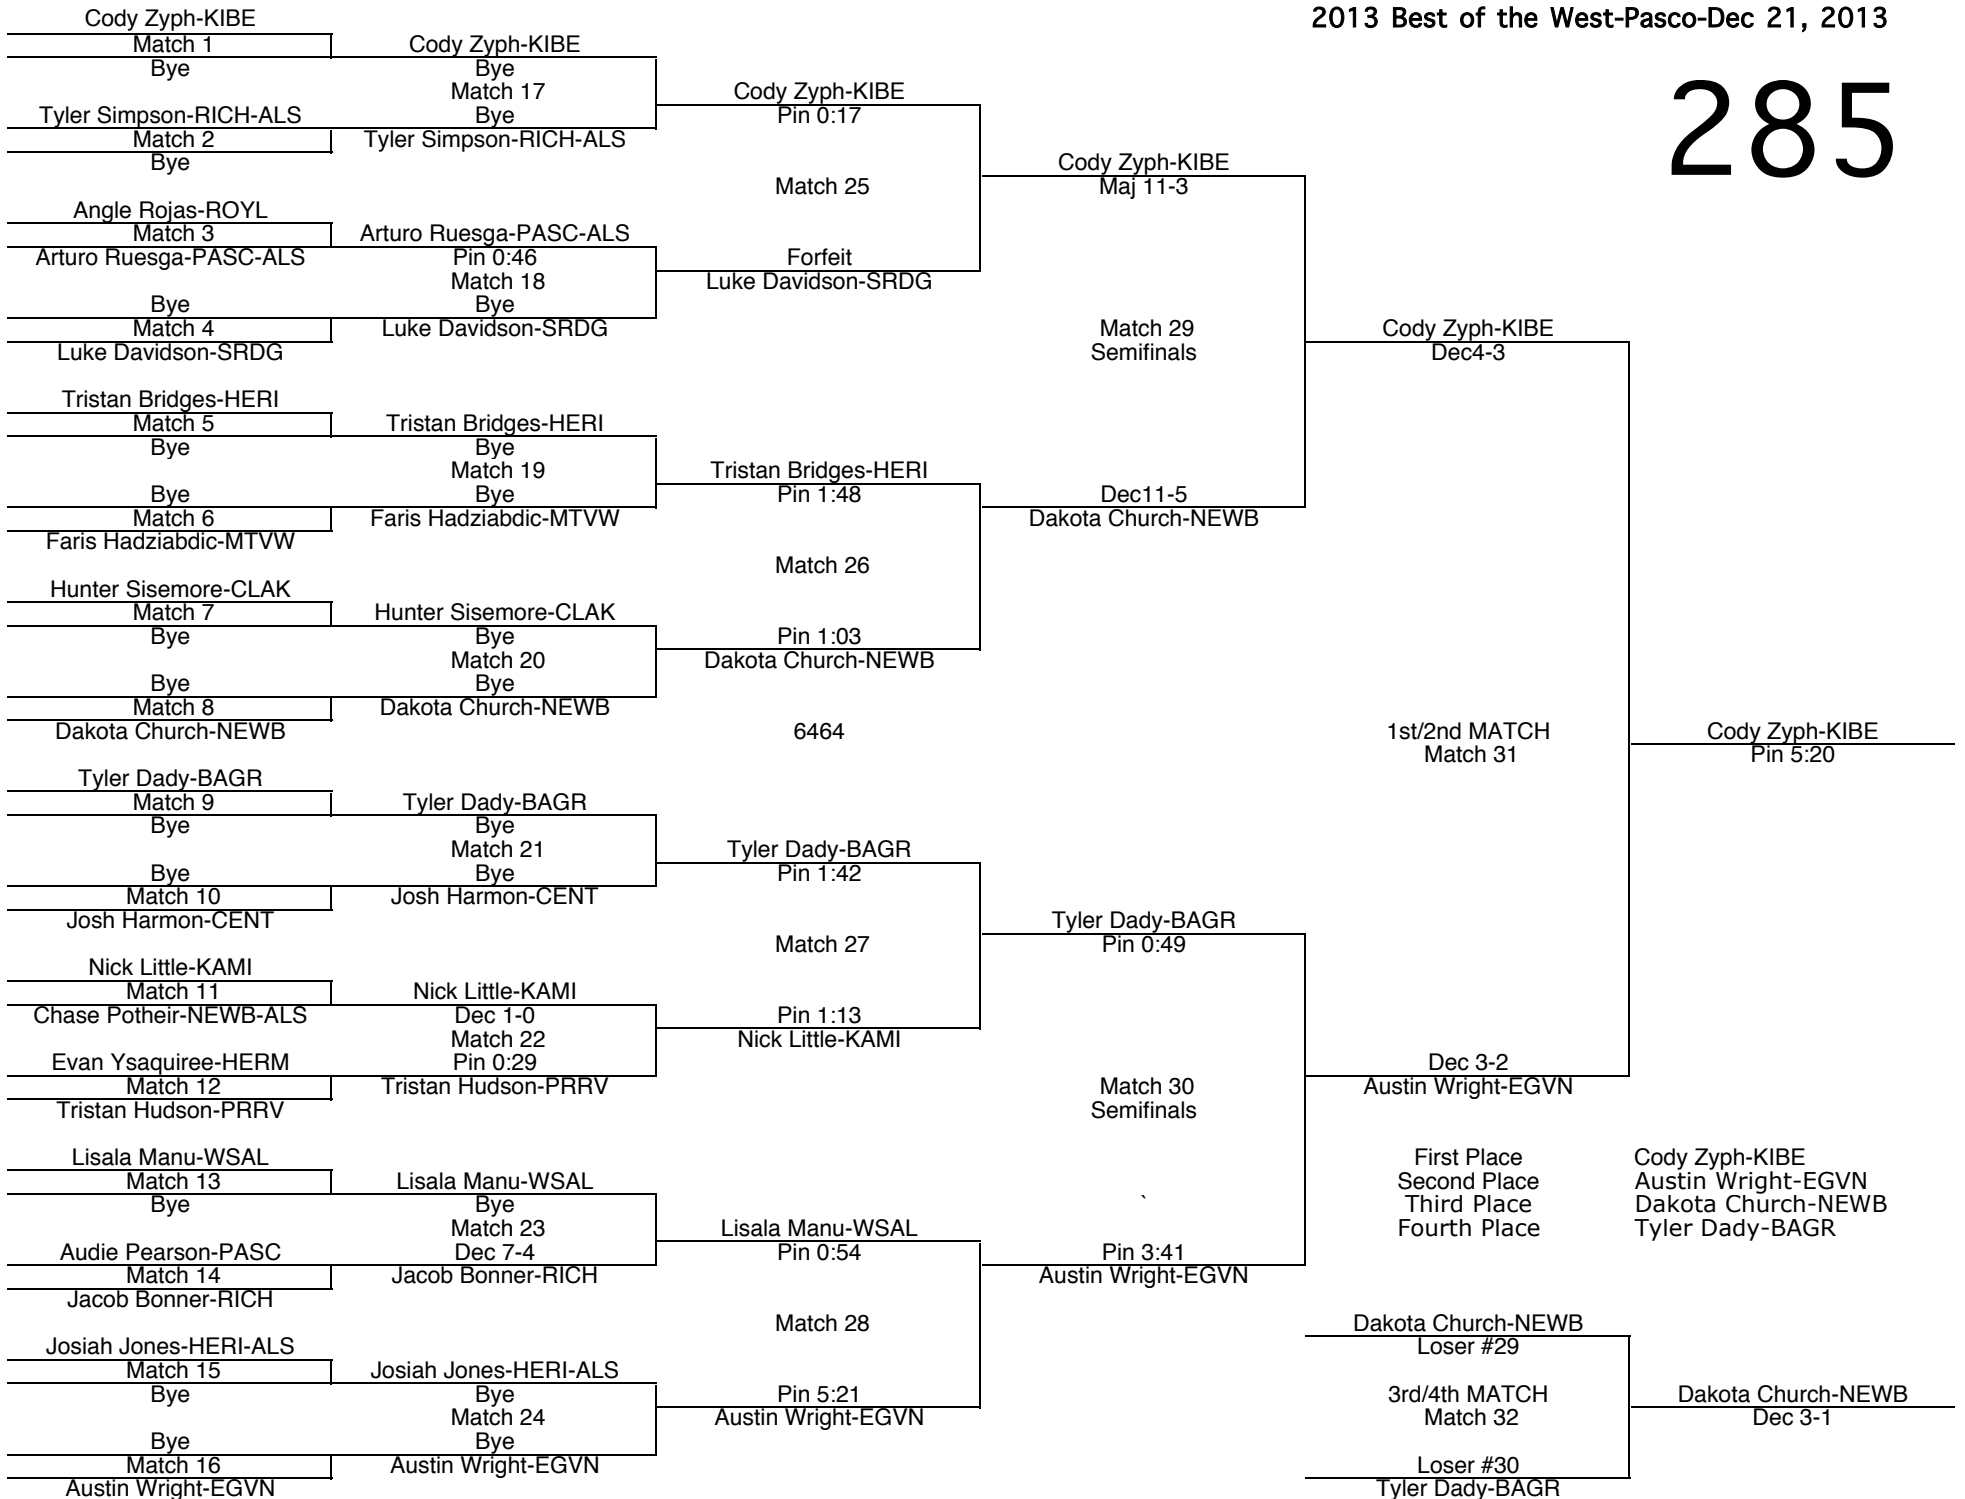 2013 Best of the West-Pasco-Dec 21, 2013
285
Cody Zyph-KIBE
Match 1
Bye
Tyler Simpson-RICH-ALS
Match 2
Bye
Angle Rojas-ROYL
Match 3
Arturo Ruesga-PASC-ALS
Bye
Match 4
Luke Davidson-SRDG
Tristan Bridges-HERI
Match 5
Bye
Bye
Match 6
Faris Hadziabdic-MTVW
Hunter Sisemore-CLAK
Match 7
Bye
Bye
Match 8
Dakota Church-NEWB
Tyler Dady-BAGR
Match 9
Bye
Bye
Match 10
Josh Harmon-CENT
Nick Little-KAMI
Match 11
Chase Potheir-NEWB-ALS
Evan Ysaquiree-HERM
Match 12
Tristan Hudson-PRRV
Lisala Manu-WSAL
Match 13
Bye
Audie Pearson-PASC
Match 14
Jacob Bonner-RICH
Josiah Jones-HERI-ALS
Match 15
Bye
Bye
Match 16
Austin Wright-EGVN
Cody Zyph-KIBE
Bye
Match 17
Bye
Tyler Simpson-RICH-ALS
Arturo Ruesga-PASC-ALS
Pin 0:46
Match 18
Bye
Luke Davidson-SRDG
Tristan Bridges-HERI
Bye
Match 19
Bye
Faris Hadziabdic-MTVW
Hunter Sisemore-CLAK
Bye
Match 20
Bye
Dakota Church-NEWB
Tyler Dady-BAGR
Bye
Match 21
Bye
Josh Harmon-CENT
Nick Little-KAMI
Dec 1-0
Match 22
Pin 0:29
Tristan Hudson-PRRV
Lisala Manu-WSAL
Bye
Match 23
Dec 7-4
Jacob Bonner-RICH
Josiah Jones-HERI-ALS
Bye
Match 24
Bye
Austin Wright-EGVN
Cody Zyph-KIBE
Pin 0:17
Match 25
Forfeit
Luke Davidson-SRDG
Tristan Bridges-HERI
Pin 1:48
Match 26
Pin 1:03
Dakota Church-NEWB
6464
Tyler Dady-BAGR
Pin 1:42
Match 27
Pin 1:13
Nick Little-KAMI
Lisala Manu-WSAL
Pin 0:54
Match 28
Pin 5:21
Austin Wright-EGVN
Cody Zyph-KIBE
Maj 11-3
Match 29
Semifinals
Dec11-5
Dakota Church-NEWB
Tyler Dady-BAGR
Pin 0:49
Match 30
Semifinals
`
Pin 3:41
Austin Wright-EGVN
Cody Zyph-KIBE
Dec4-3
1st/2nd MATCH
Match 31
Dec 3-2
Austin Wright-EGVN
Cody Zyph-KIBE
Pin 5:20
First Place Cody Zyph-KIBE
Second Place Austin Wright-EGVN
Third Place Dakota Church-NEWB
Fourth Place Tyler Dady-BAGR
Dakota Church-NEWB
Loser #29
3rd/4th MATCH
Match 32
Loser #30
Tyler Dady-BAGR
Dakota Church-NEWB
Dec 3-1